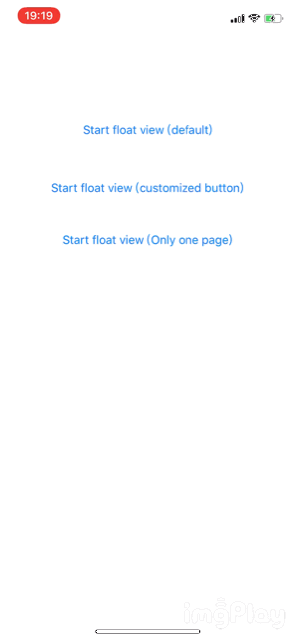 19:19
Start float view (default)
Start float view (customized button)
Start float view (Only one page)
imgPlay